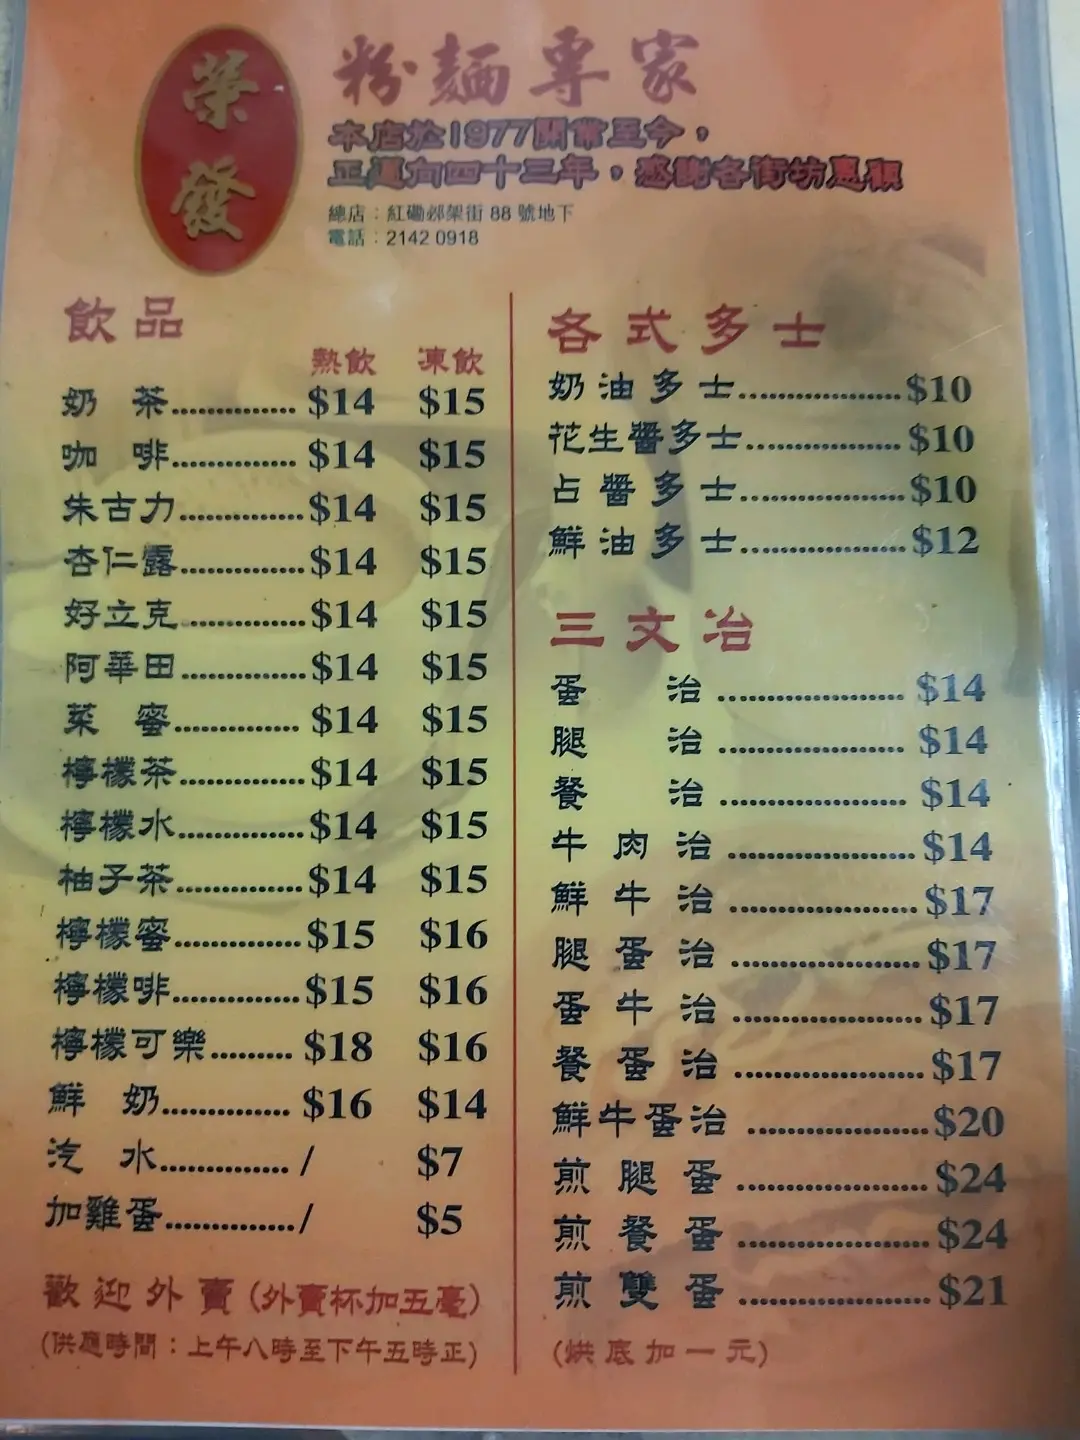 榮發
粉麵專家
本店於1977開業至今，
正邁向四十三年，感謝各街坊惠顧
總店：紅磡邨架街 88 號地下
電話：2142 0918
飲品
熱飲 凍飲
奶 茶.............. $14 $15
咖 啡.............. $14 $15
朱古力.............. $14 $15
杏仁露.............. $14 $15
好立克.............. $14 $15
阿華田.............. $14 $15
菜 蜜.............. $14 $15
檸檬茶.............. $14 $15
檸檬水.............. $14 $15
柚子茶.............. $14 $15
檸檬蜜.............. $15 $16
檸檬啡.............. $15 $16
檸檬可樂......... $18 $16
鮮 奶.............. $16 $14
汽 水.............. / $7
加雞蛋............../ $5
歡迎外賣(外賣杯加五毫)
(供應時間：上午八時至下午五時正)
各式多士
奶油多士..................$10
花生醬多士.................$10
占醬多士..................$10
鮮油多士..................$12
三文治
蛋 治 .................... $14
腿 治 .................... $14
餐 治 .................... $14
牛肉治 ....................$14
鮮牛治 ....................$17
腿蛋治 ....................$17
蛋牛治 ....................$17
餐蛋治 ....................$17
鮮牛蛋治 ...................$20
煎腿蛋 ....................$24
煎餐蛋 ....................$24
煎雙蛋 ....................$21
(烘底加一元)